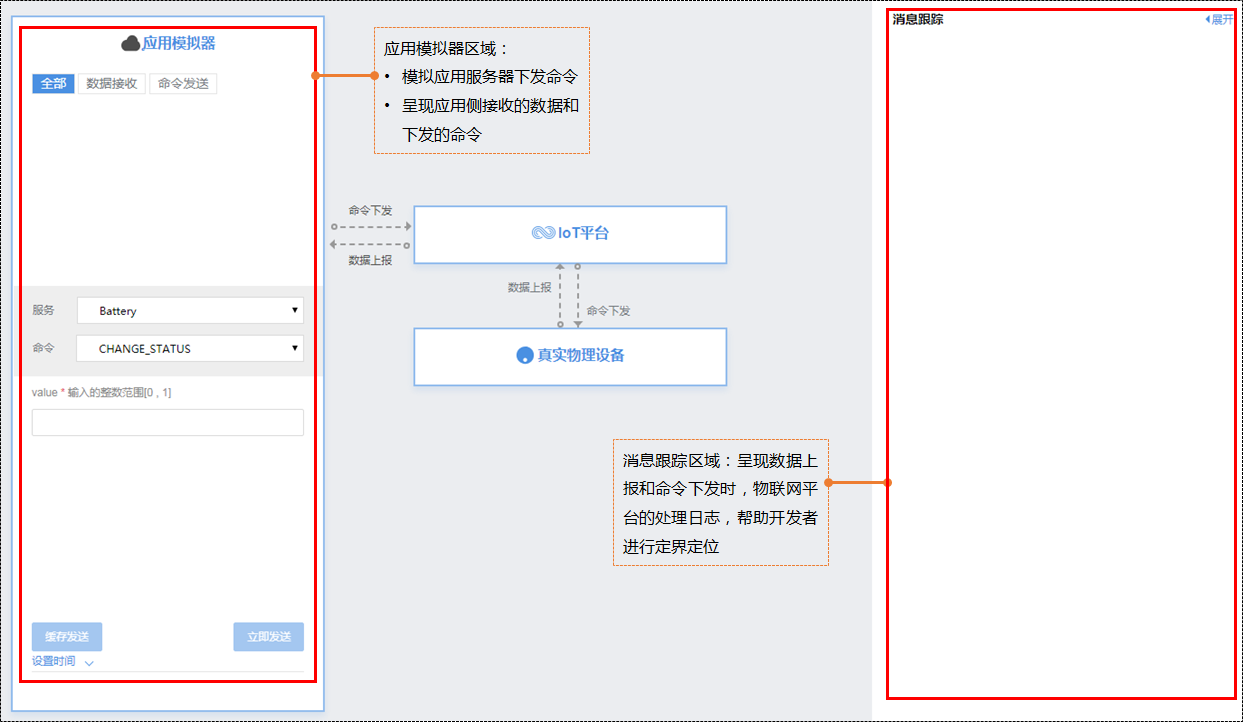 应用模拟器
全部 数据接收 命令发送
应用模拟器区域：
• 模拟应用服务器下发命令
• 呈现应用侧接收的数据和
下发的命令
消息跟踪
展开
命令下发
数据上报
IoT平台
数据上报
命令下发
真实物理设备
服务 Battery
命令 CHANGE_STATUS
value * 输入的整数范围[0 , 1]
消息跟踪区域：呈现数据上
报和命令下发时，物联网平
台的处理日志，帮助开发者
进行定界定位
缓存发送 立即发送
设置时间